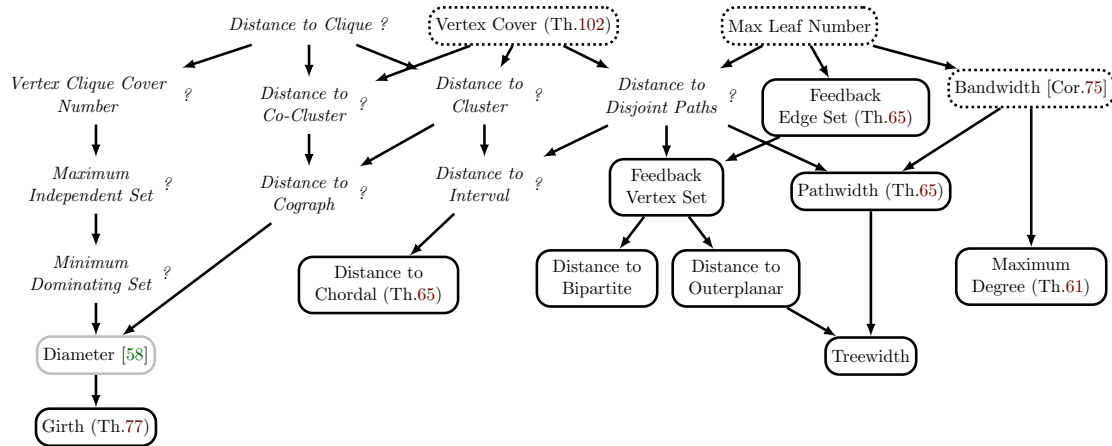 Distance to Clique ?
Vertex Cover (Th.102)
Max Leaf Number
Vertex Clique Cover
Number
?
Distance to
Co-Cluster
?
Distance to
Cluster
?
Distance to
Disjoint Paths
?
Feedback
Edge Set (Th.65)
Bandwidth [Cor.75]
Maximum
Independent Set
?
Distance to
Cograph
?
Distance to
Interval
?
Feedback
Vertex Set
Pathwidth (Th.65)
Minimum
Dominating Set
?
Distance to
Chordal (Th.65)
Distance to
Bipartite
Distance to
Outerplanar
Maximum
Degree (Th.61)
Diameter [58]
Treewidth
Girth (Th.77)